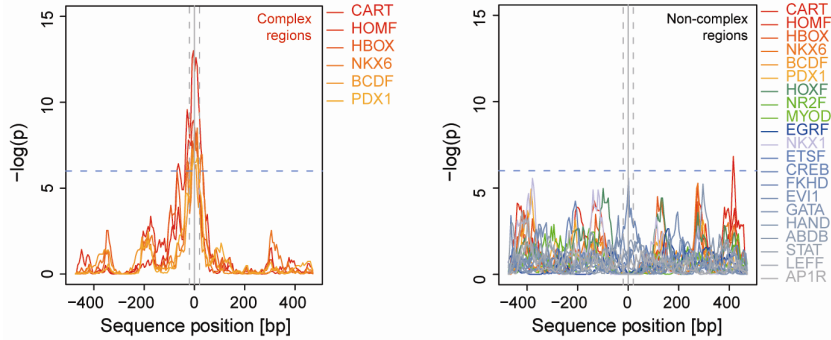 Complex
regions
CART
HOMF
HBOX
NKX6
BCDF
PDX1
−log(p)
0
5
10
15
−400
−200
0
200
400
Sequence position [bp]
Non-complex
regions
CART
HOMF
HBOX
NKX6
BCDF
PDX1
HOXF
NR2F
MYOD
EGRF
NKX1
ETSF
CREB
FKHD
EVI1
GATA
HAND
ABDB
STAT
LEFF
AP1R
−log(p)
0
5
10
15
−400
−200
0
200
400
Sequence position [bp]